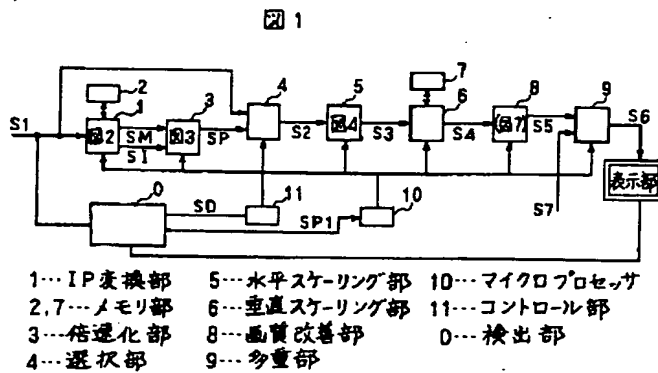 図1
2
7
1
3
4
5
6
8
9
S1
図2
SM
SI
図3
SP
S2
図4
S3
S4
(図7)
S5
S6
S7
表示部
0
SD
11
SP1
10
1…IP変換部 5…水平スケーリング部 10…マイクロプロセッサ
2,7…メモリ部 6…垂直スケーリング部 11…コントロール部
3…倍速化部 8…画質改善部 0…検出部
4…選択部 9…多重部